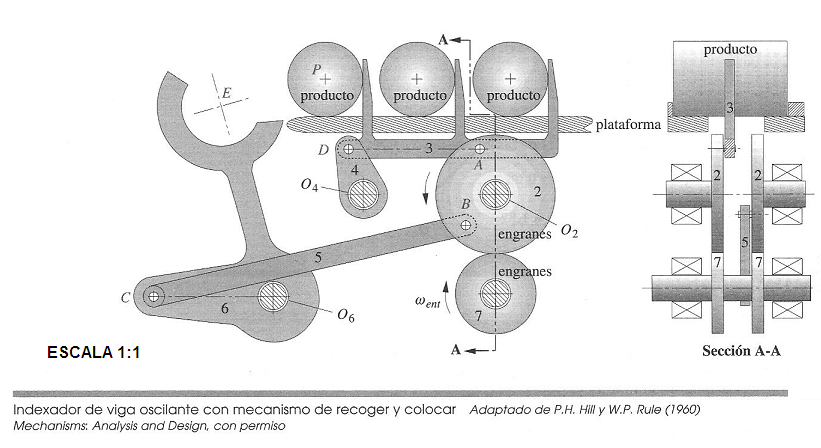 A
producto
E
P
producto producto producto
3
plataforma
D
3
A
4
2
2 2
O4
B
O2
engranes
5
5
engranes
7 7
C
6
O6
ωent
7
A
ESCALA 1:1
Sección A-A
Indexador de viga oscilante con mecanismo de recoger y colocar Adaptado de P.H. Hill y W.P. Rule (1960)
Mechanisms: Analysis and Design, con permiso